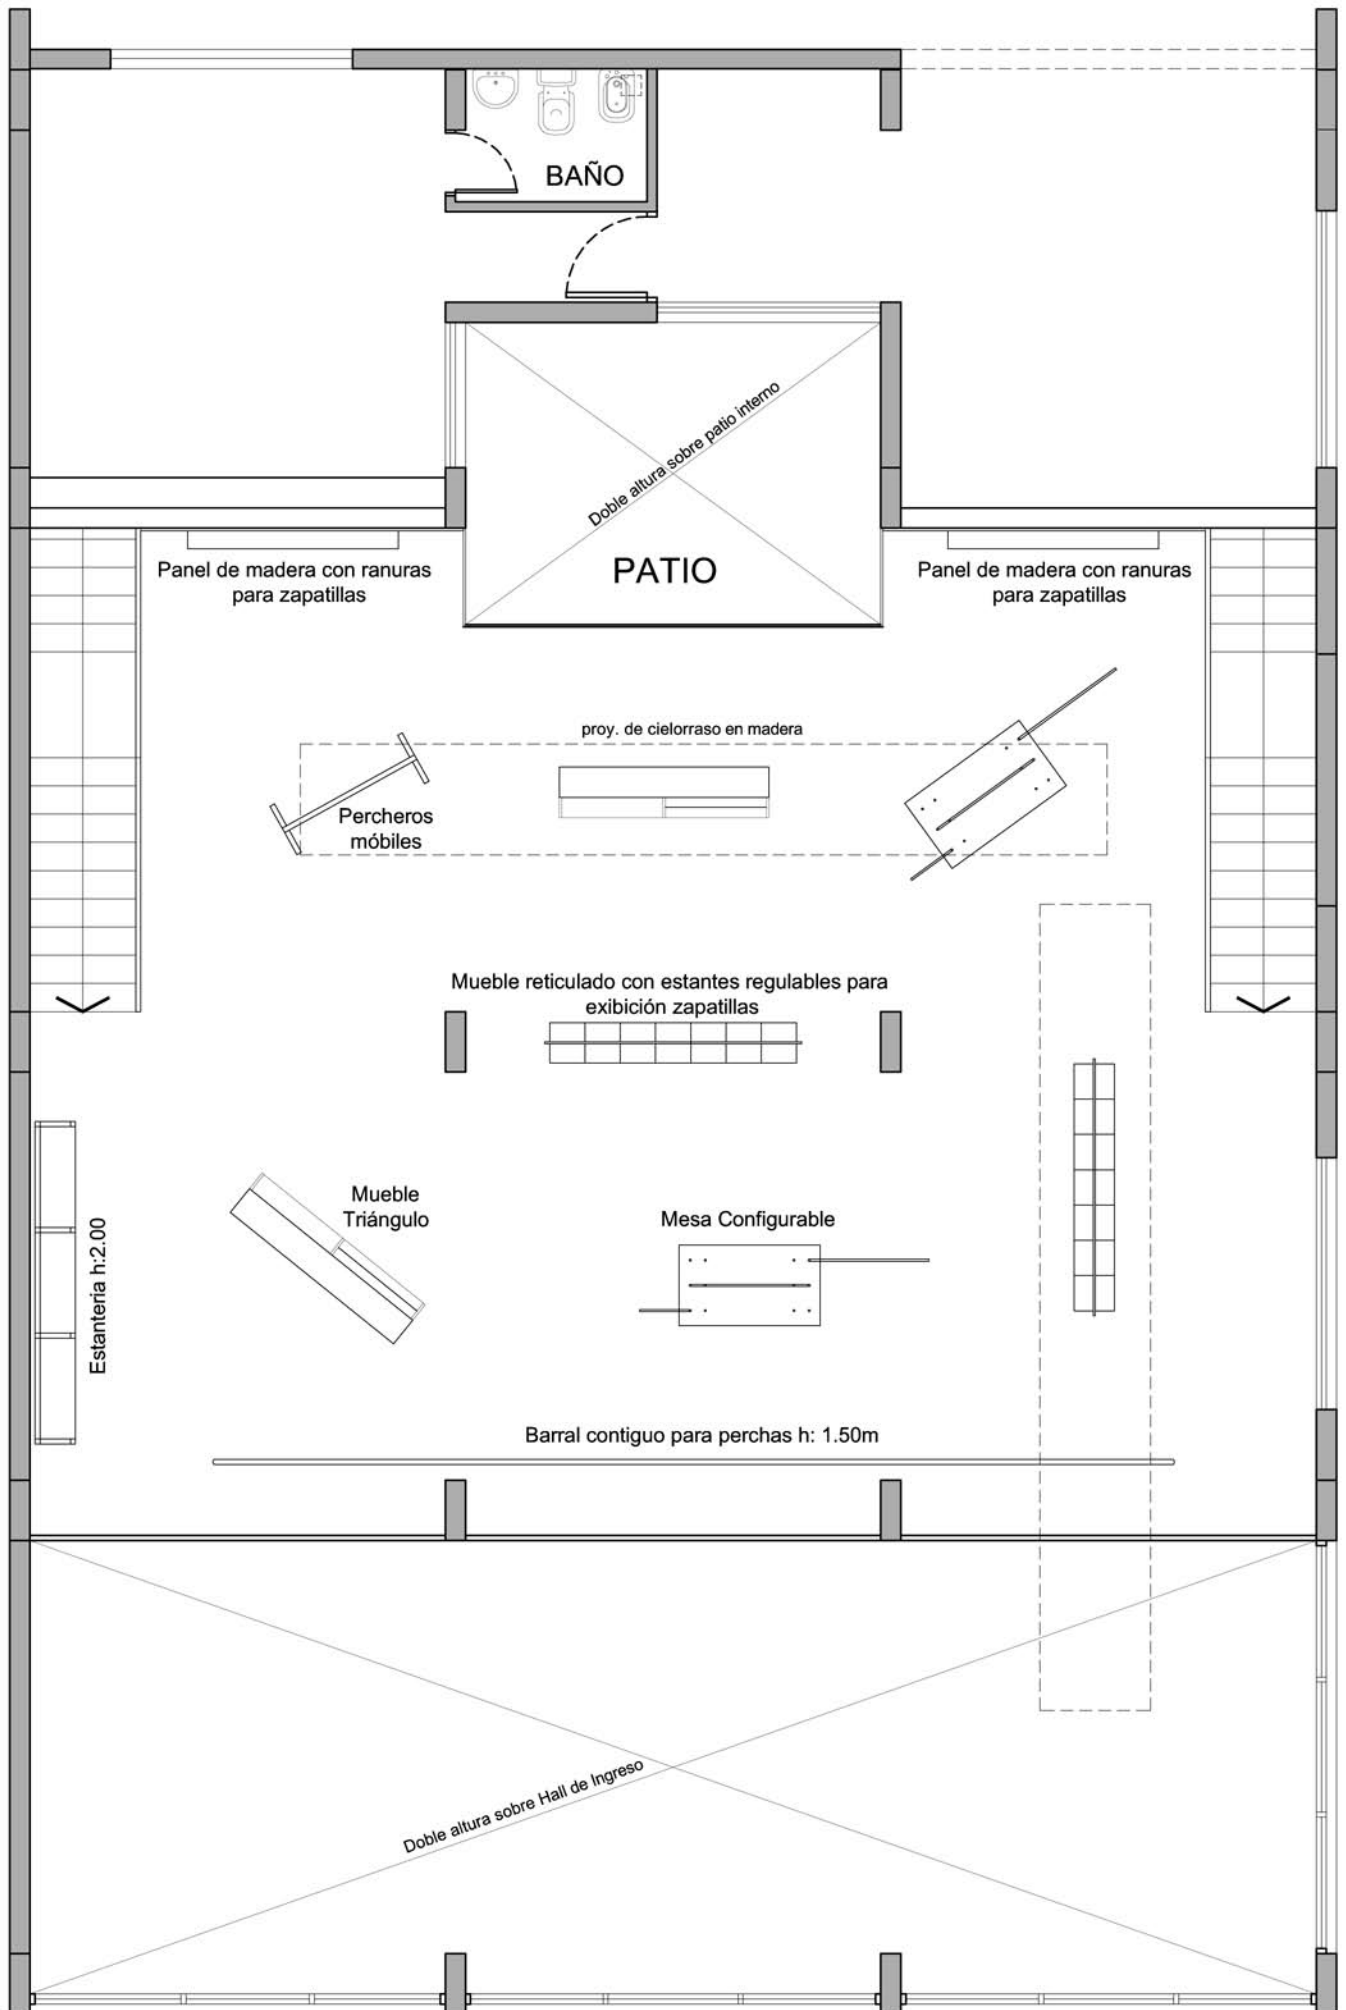 BAÑO
Doble altura sobre patio interno
PATIO
Panel de madera con ranuras
para zapatillas
Panel de madera con ranuras
para zapatillas
proy. de cielorraso en madera
Percheros
móbiles
Mueble reticulado con estantes regulables para
exibición zapatillas
Mueble
Triángulo
Mesa Configurable
Estanteria h:2.00
Barral contiguo para perchas h: 1.50m
Doble altura sobre Hall de Ingreso